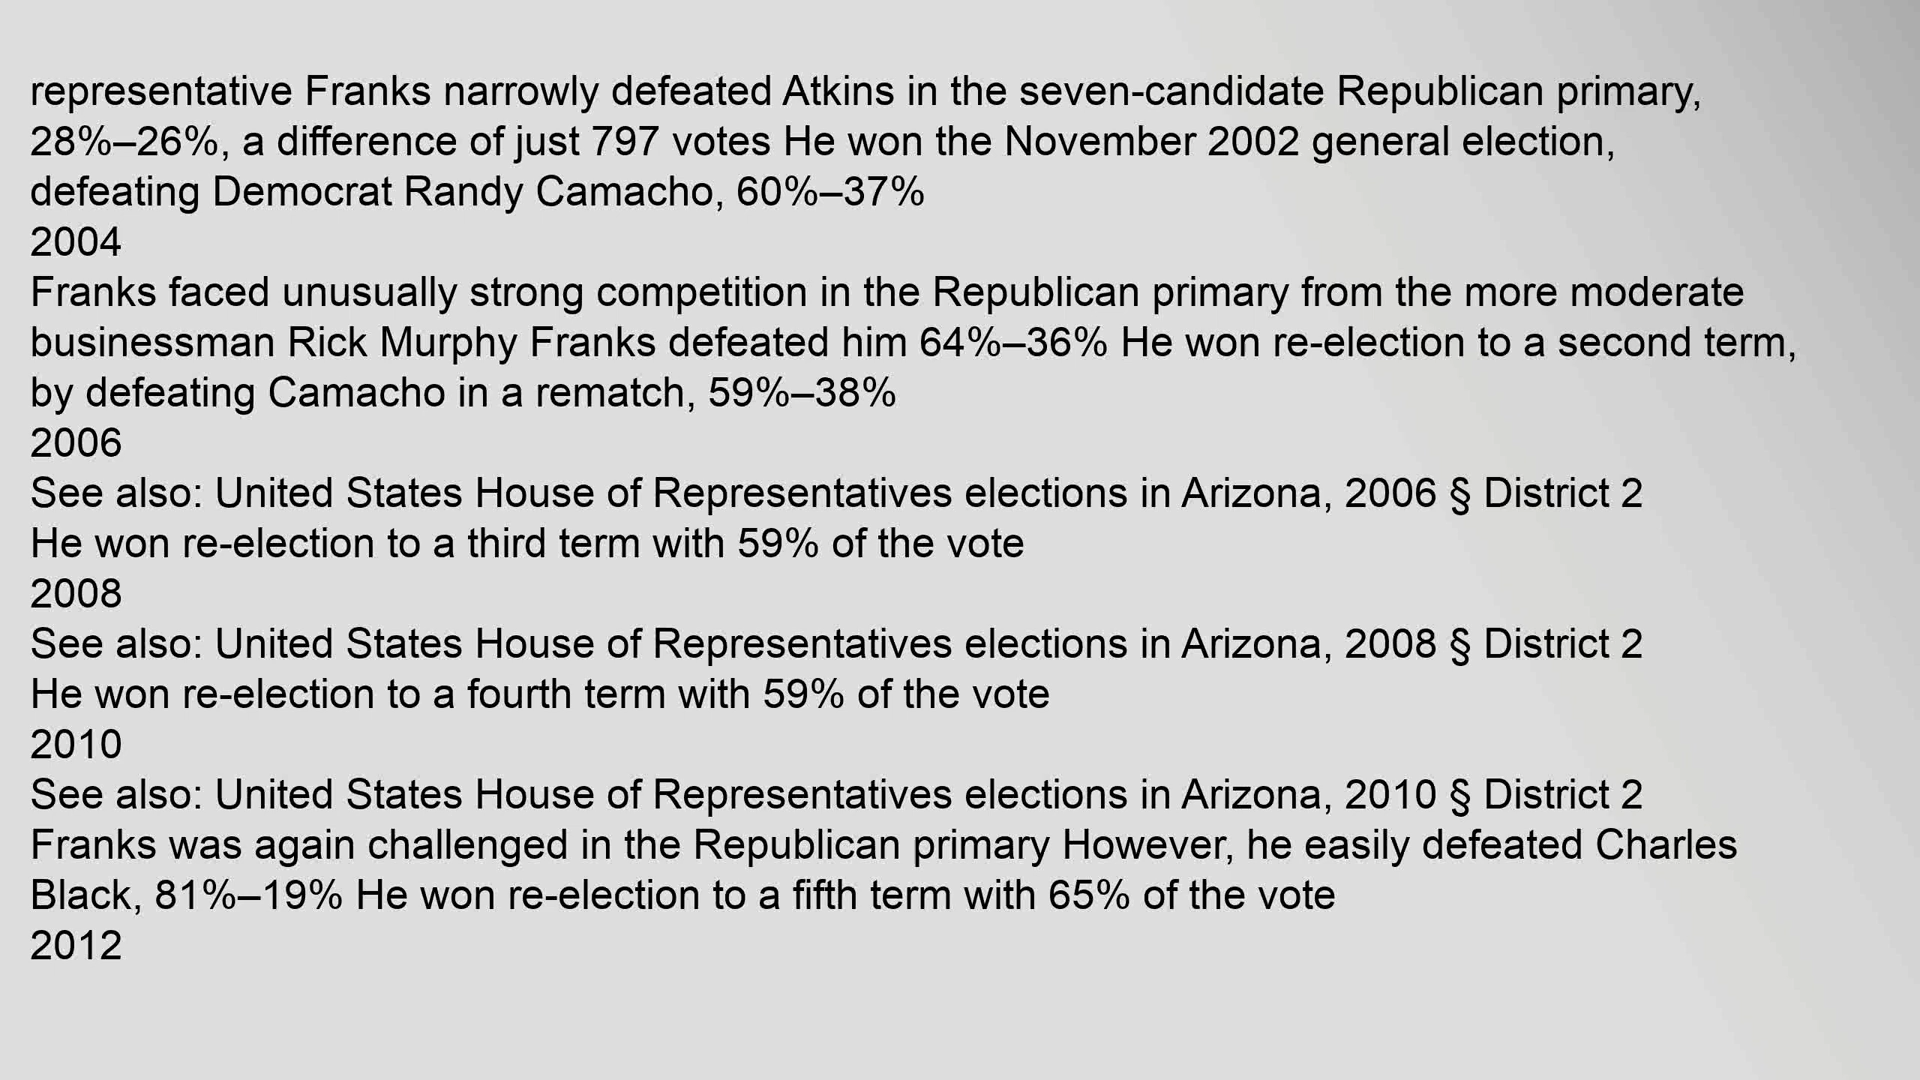 representative Franks narrowly defeated Atkins in the seven-candidate Republican primary,
28%–26%, a difference of just 797 votes He won the November 2002 general election,
defeating Democrat Randy Camacho, 60%–37%
2004
Franks faced unusually strong competition in the Republican primary from the more moderate
businessman Rick Murphy Franks defeated him 64%–36% He won re-election to a second term,
by defeating Camacho in a rematch, 59%–38%
2006
See also: United States House of Representatives elections in Arizona, 2006 § District 2
He won re-election to a third term with 59% of the vote
2008
See also: United States House of Representatives elections in Arizona, 2008 § District 2
He won re-election to a fourth term with 59% of the vote
2010
See also: United States House of Representatives elections in Arizona, 2010 § District 2
Franks was again challenged in the Republican primary However, he easily defeated Charles
Black, 81%–19% He won re-election to a fifth term with 65% of the vote
2012